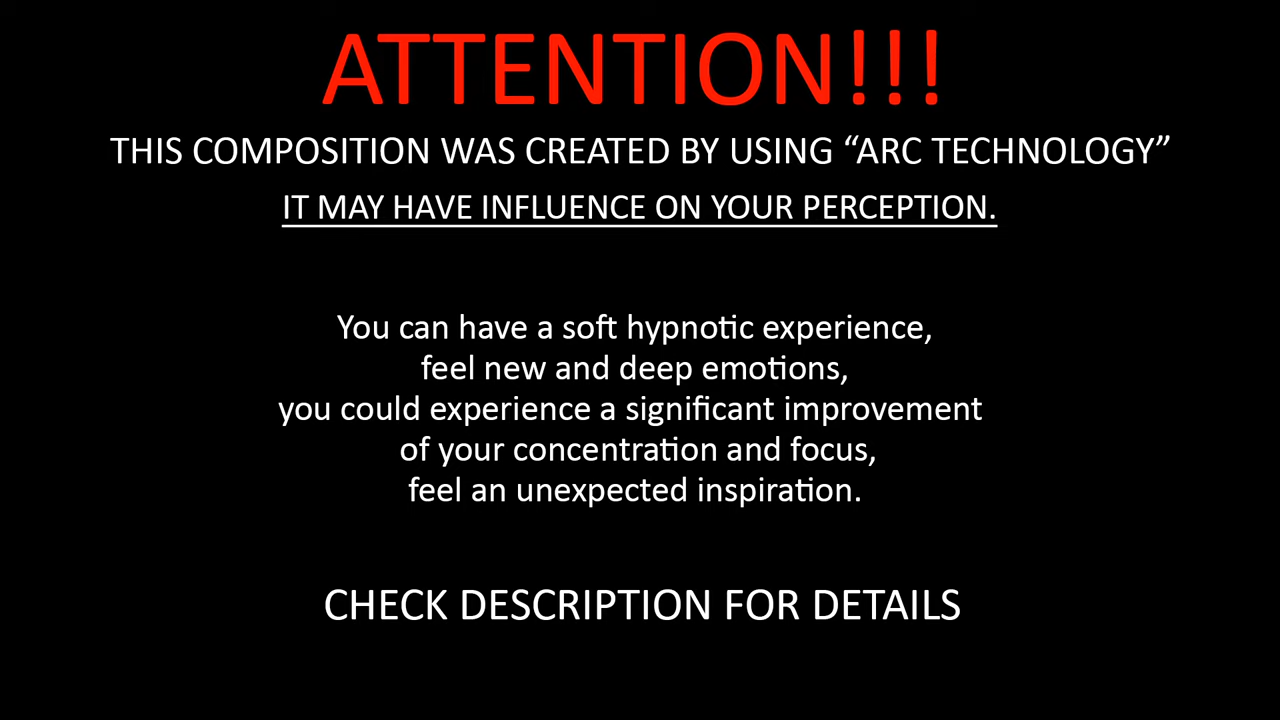 ATTENTION!!!
THIS COMPOSITION WAS CREATED BY USING “ARC TECHNOLOGY”
IT MAY HAVE INFLUENCE ON YOUR PERCEPTION.
You can have a soft hypnotic experience,
feel new and deep emotions,
you could experience a significant improvement
of your concentration and focus,
feel an unexpected inspiration.
CHECK DESCRIPTION FOR DETAILS